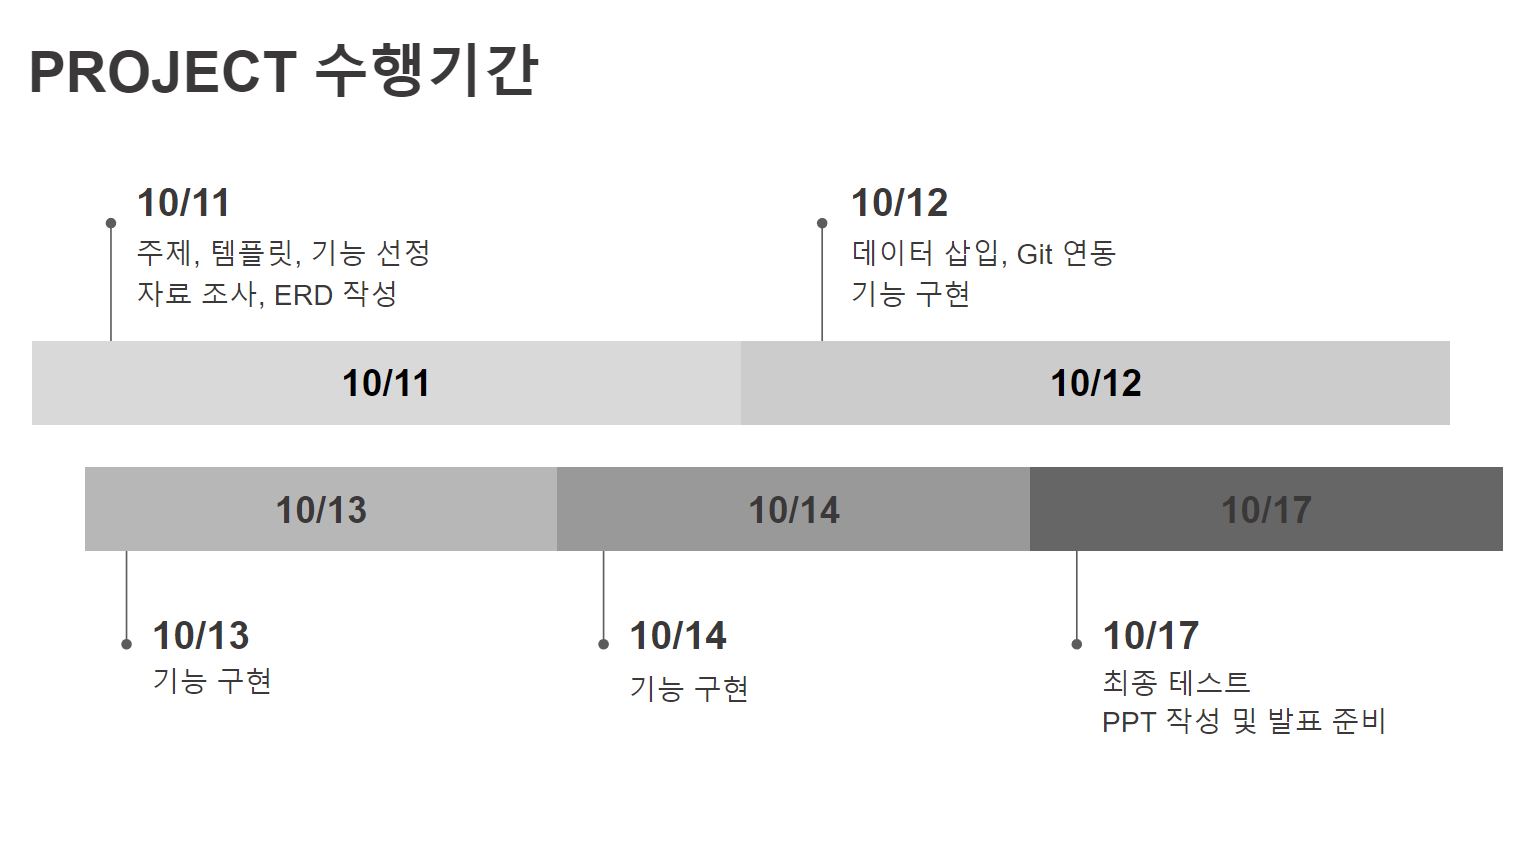 PROJECT 수행기간
10/11
주제, 템플릿, 기능 선정
자료 조사, ERD 작성
10/12
데이터 삽입, Git 연동
기능 구현
10/11
10/12
10/13
10/14
10/17
10/13
기능 구현
10/14
기능 구현
10/17
최종 테스트
PPT 작성 및 발표 준비